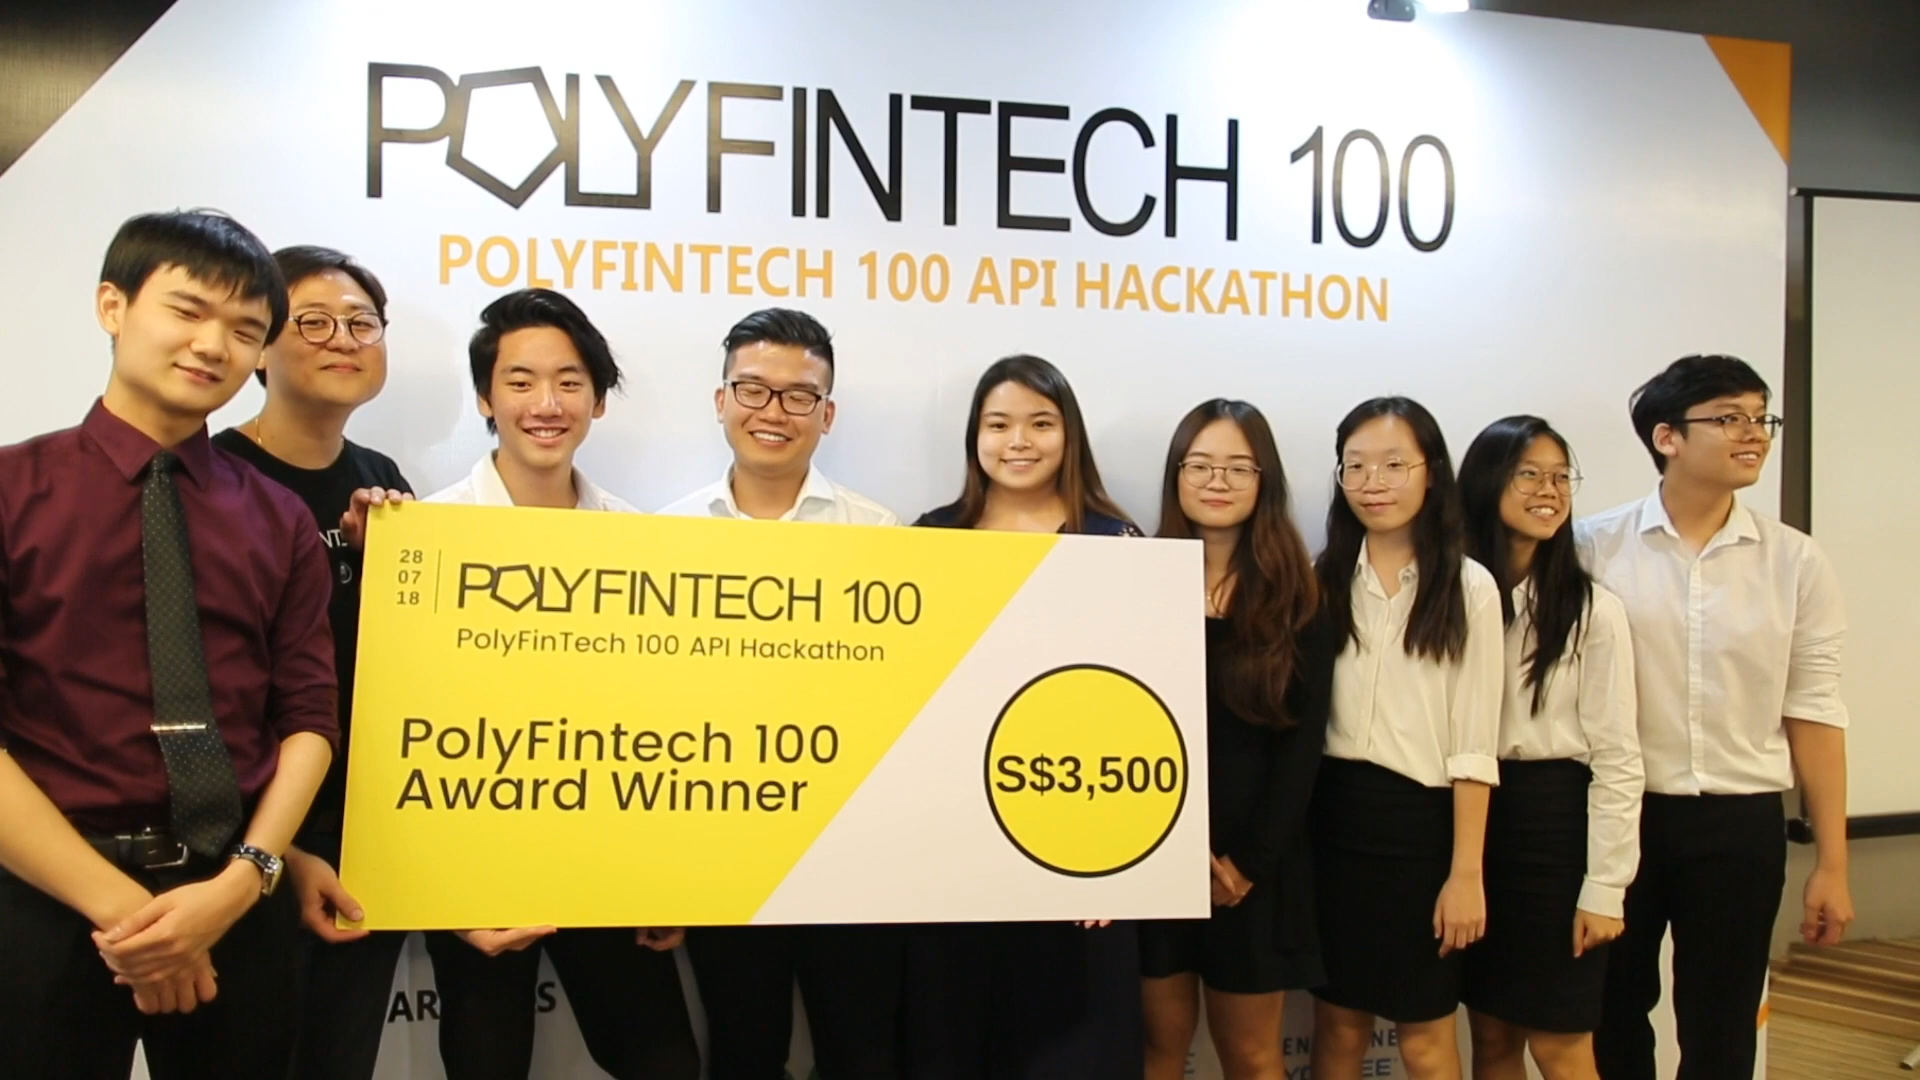 POLYFINTECH 100
POLYFINTECH 100 API HACKATHON
28
07
18
POLYFINTECH 100
PolyFinTech 100 API Hackathon
PolyFintech 100
Award Winner
S$3,500